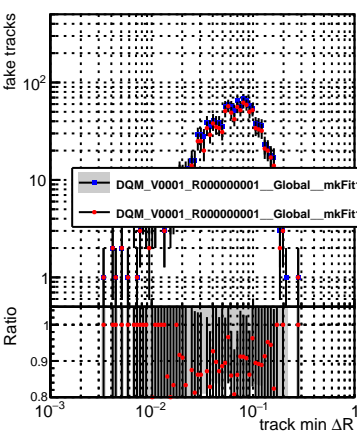 fake tracks
10²
10
1
DQM_V0001_R000000001__Global__mkFit
DQM_V0001_R000000001__Global__mkFit
Ratio
1
0.9
0.8
10⁻³ 10⁻² 10⁻¹ 1
track min ΔR